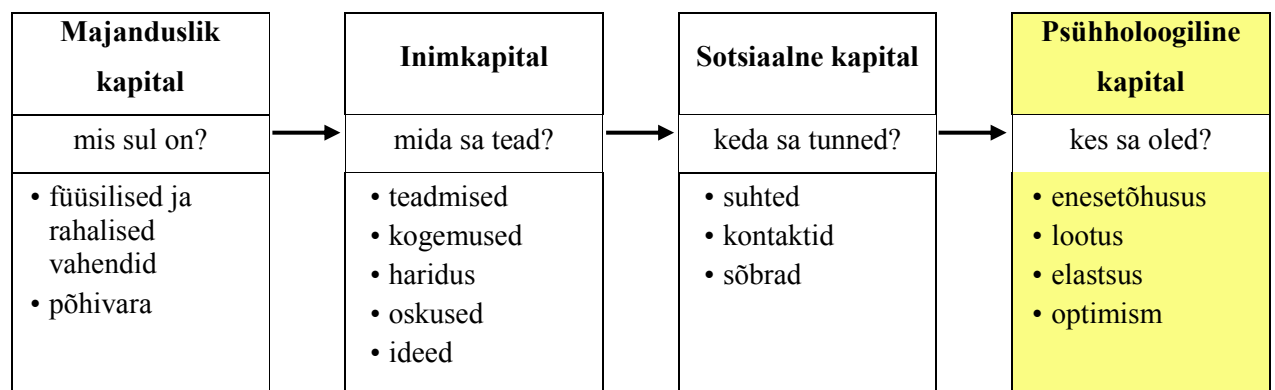 Majanduslik
kapital
mis sul on?
• füüsilised ja
rahalised
vahendid
• põhivara
Inimkapital
mida sa tead?
• teadmised
• kogemused
• haridus
• oskused
• ideed
Sotsiaalne kapital
keda sa tunned?
• suhted
• kontaktid
• sõbrad
Psühholoogiline
kapital
kes sa oled?
• enesetõhusus
• lootus
• elastsus
• optimism